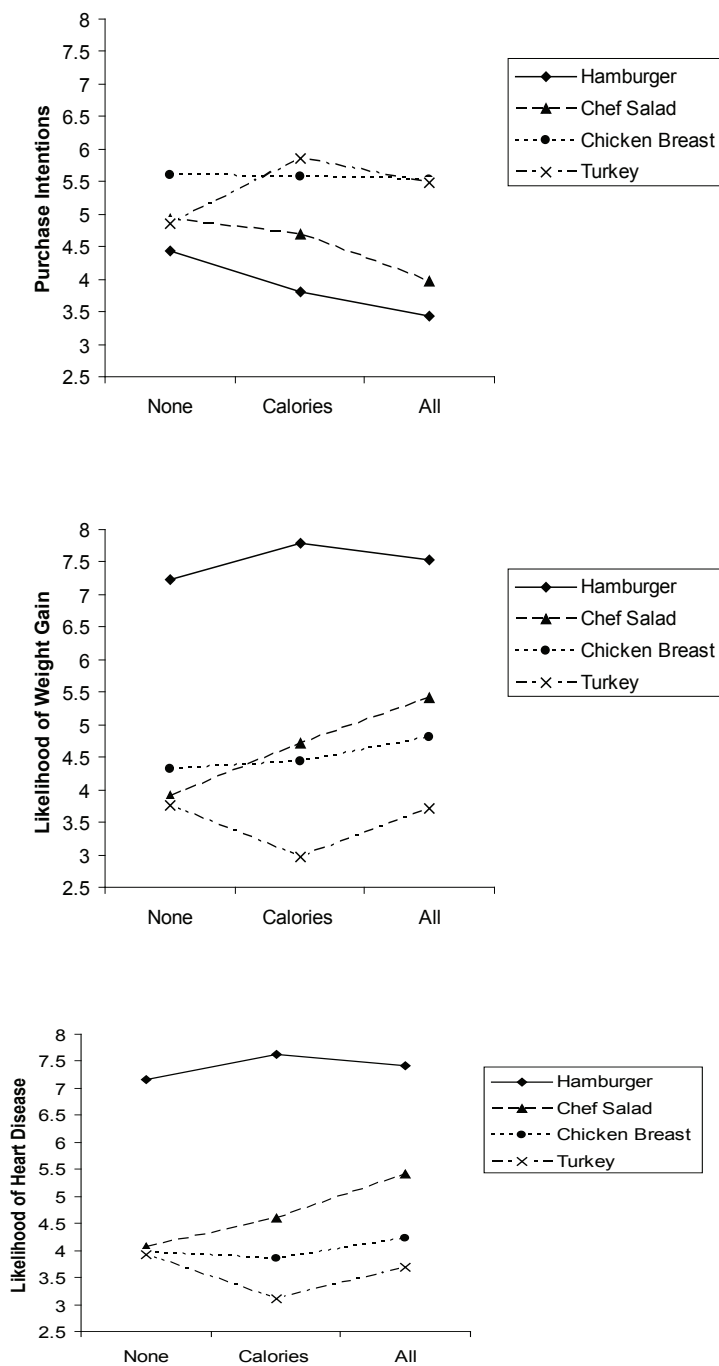 8
7.5
7
6.5
6
5.5
5
4.5
4
3.5
3
2.5
Purchase Intentions
None Calories All
Hamburger
Chef Salad
Chicken Breast
Turkey
8
7.5
7
6.5
6
5.5
5
4.5
4
3.5
3
2.5
Likelihood of Weight Gain
None Calories All
Hamburger
Chef Salad
Chicken Breast
Turkey
8
7.5
7
6.5
6
5.5
5
4.5
4
3.5
3
2.5
Likelihood of Heart Disease
None Calories All
Hamburger
Chef Salad
Chicken Breast
Turkey